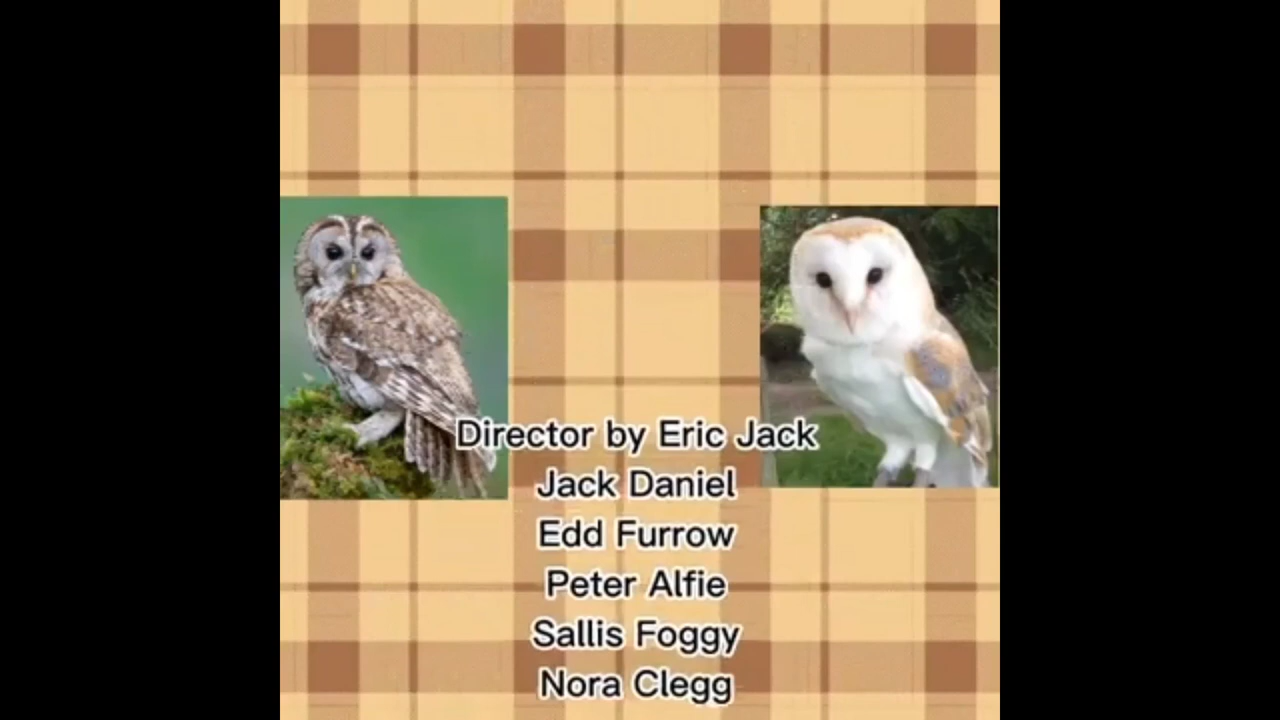 Director by Eric Jack
Jack Daniel
Edd Furrow
Peter Alfie
Sallis Foggy
Nora Clegg